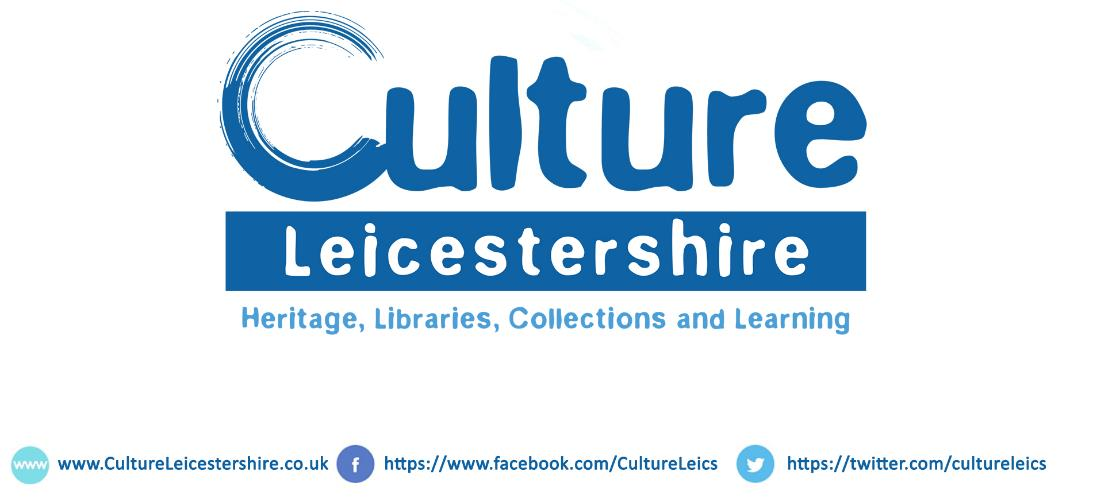 Culture
Leicestershire
Heritage, Libraries, Collections and Learning
www www.CultureLeicestershire.co.uk f https://www.facebook.com/CultureLeics https://twitter.com/cultureleics